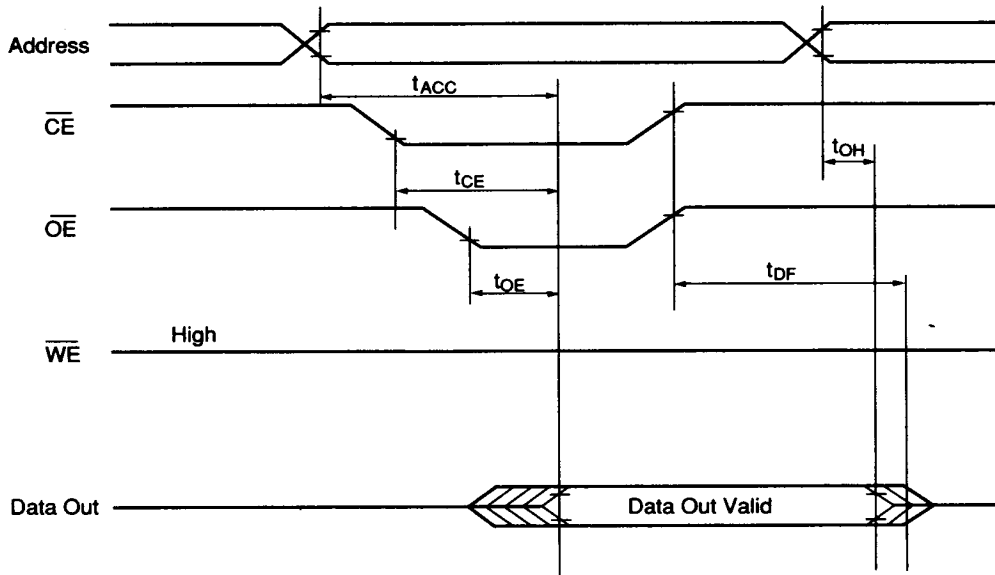 Address
tACC
CE
tOH
tCE
OE
tDF
tOE
High
WE
Data Out
Data Out Valid